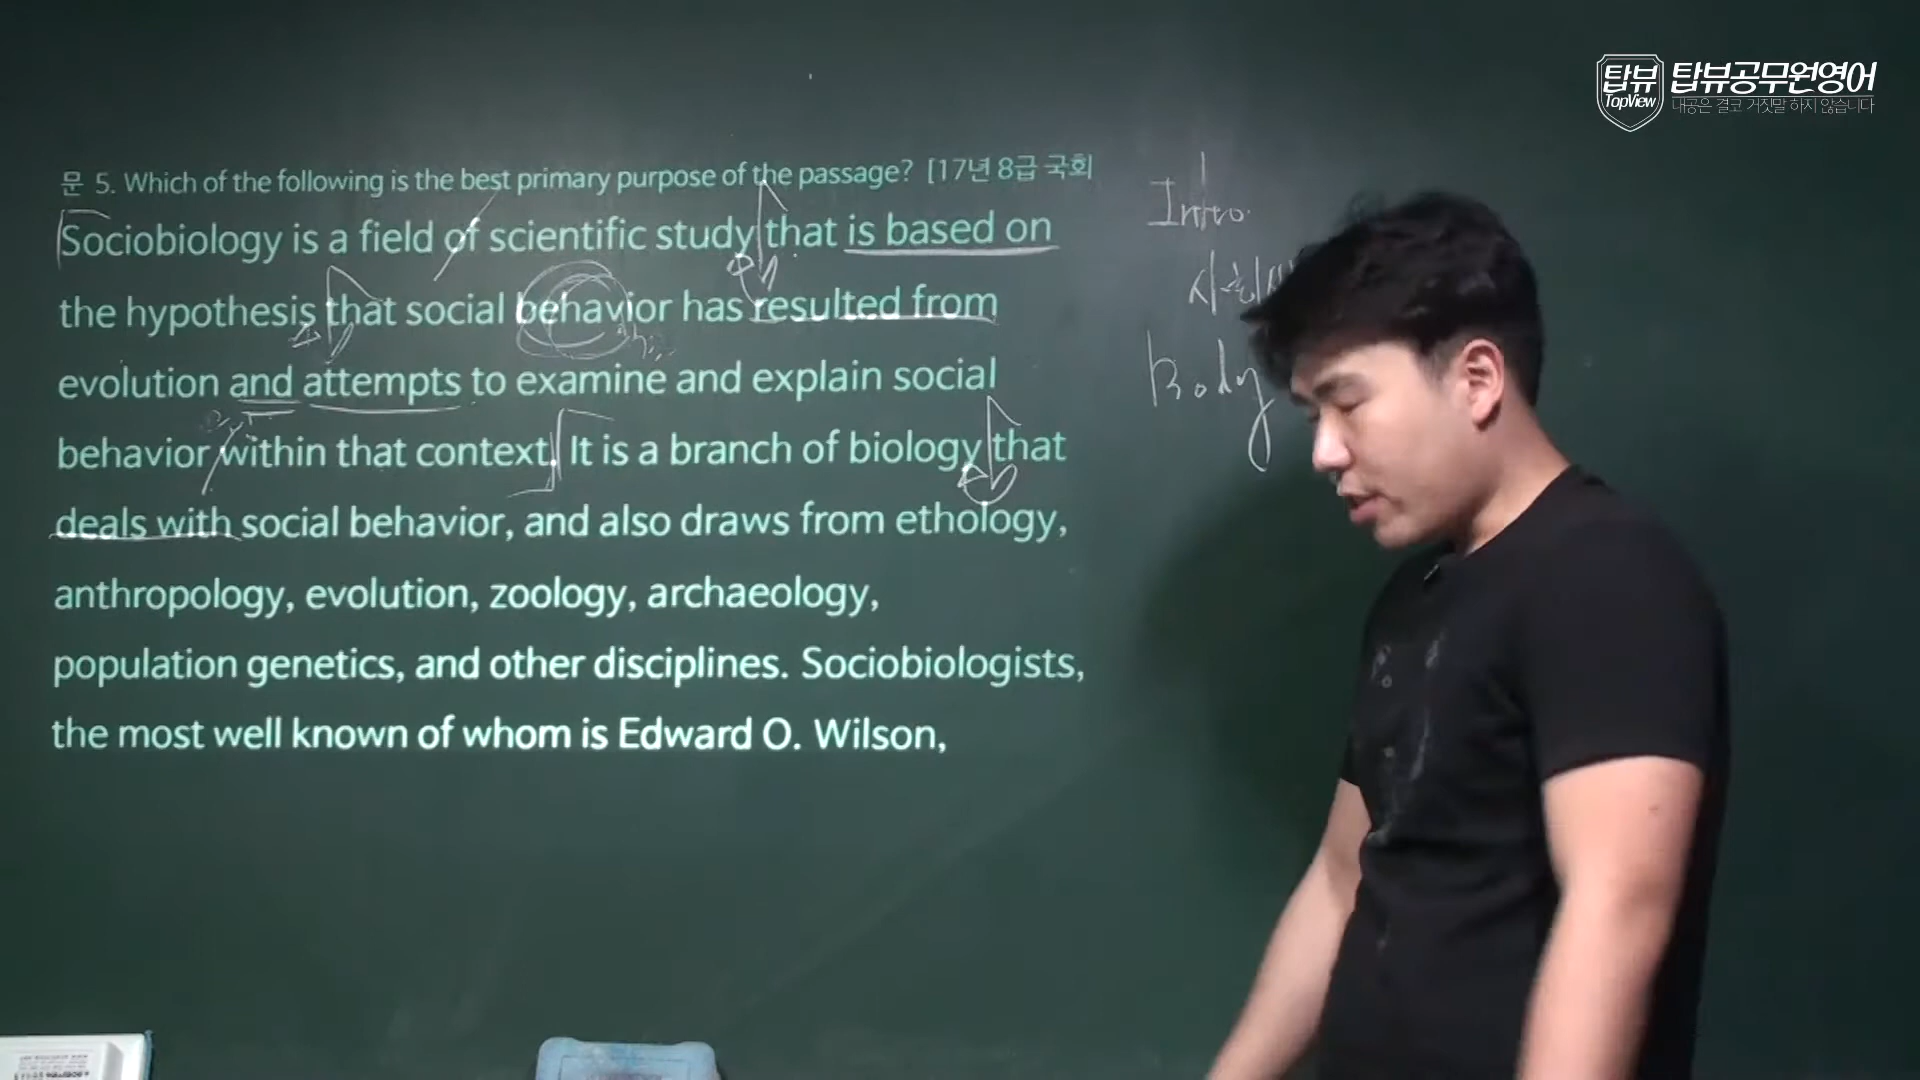 탑뷰
TopView
탑뷰공무원영어
내공은 결코 거짓말 하지 않습니다
문 5. Which of the following is the best primary purpose of the passage? [17년 8급 국회
Sociobiology is a field of scientific study that is based on
the hypothesis that social behavior has resulted from
evolution and attempts to examine and explain social
behavior within that context. It is a branch of biology that
deals with social behavior, and also draws from ethology,
anthropology, evolution, zoology, archaeology,
population genetics, and other disciplines. Sociobiologists,
the most well known of whom is Edward O. Wilson,
Intro.
Body